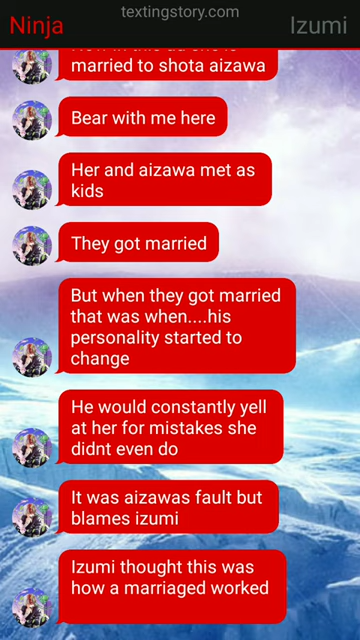 textingstory.com
Ninja
Izumi
married to shota aizawa
Bear with me here
Her and aizawa met as
kids
They got married
But when they got married
that was when....his
personality started to
change
He would constantly yell
at her for mistakes she
didnt even do
It was aizawas fault but
blames izumi
Izumi thought this was
how a marriaged worked